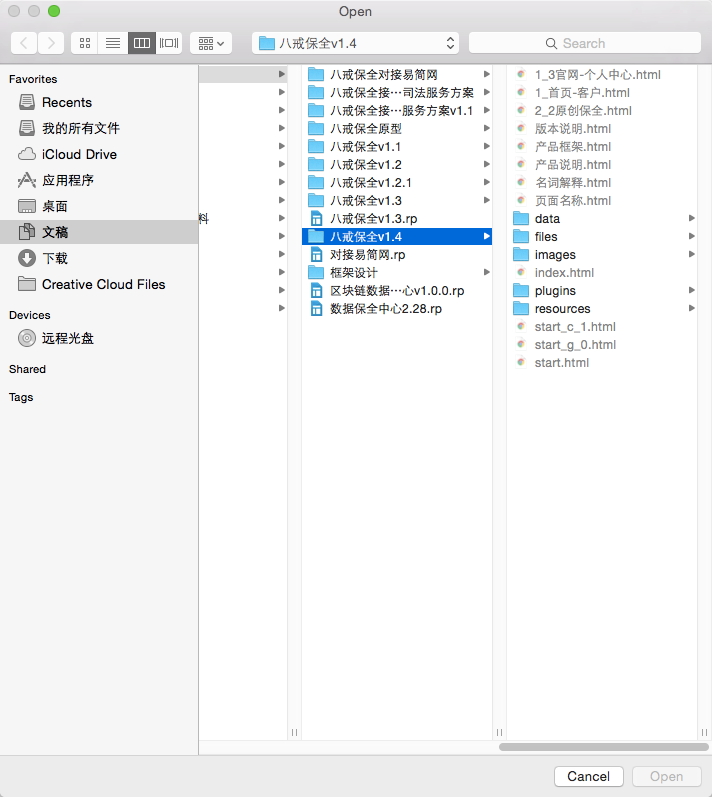 Open
八戒保全v1.4
Search
Favorites
Recents
我的所有文件
iCloud Drive
应用程序
桌面
文稿
下载
Creative Cloud Files
Devices
远程光盘
Shared
Tags
料
八戒保全对接易简网
八戒保全接…司法服务方案
八戒保全接…服务方案v1.1
八戒保全原型
八戒保全v1.1
八戒保全v1.2
八戒保全v1.2.1
八戒保全v1.3
八戒保全v1.3.rp
八戒保全v1.4
对接易简网.rp
框架设计
区块链数据…心v1.0.0.rp
数据保全中心2.28.rp
1_3官网-个人中心.html
1_首页-客户.html
2_2原创保全.html
版本说明.html
产品框架.html
产品说明.html
名词解释.html
页面名称.html
data
files
images
index.html
plugins
resources
start_c_1.html
start_g_0.html
start.html
Cancel
Open